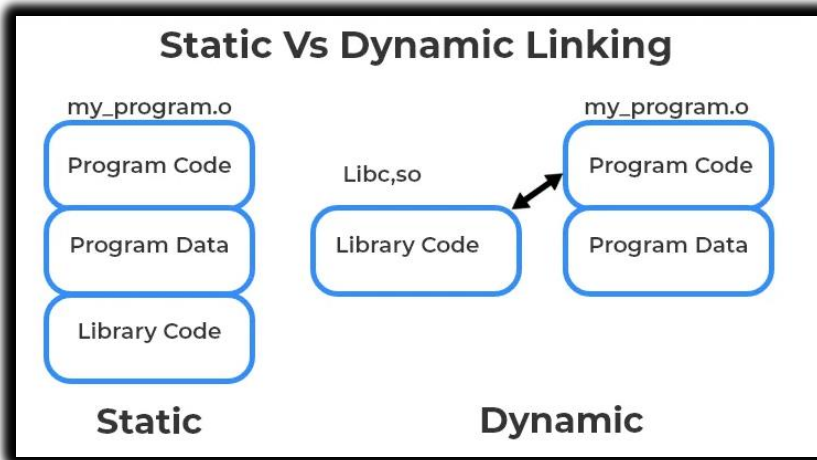 Static Vs Dynamic Linking
my_program.o
Program Code
Program Data
Library Code
Static
Libc,so
Library Code
my_program.o
Program Code
Program Data
Dynamic